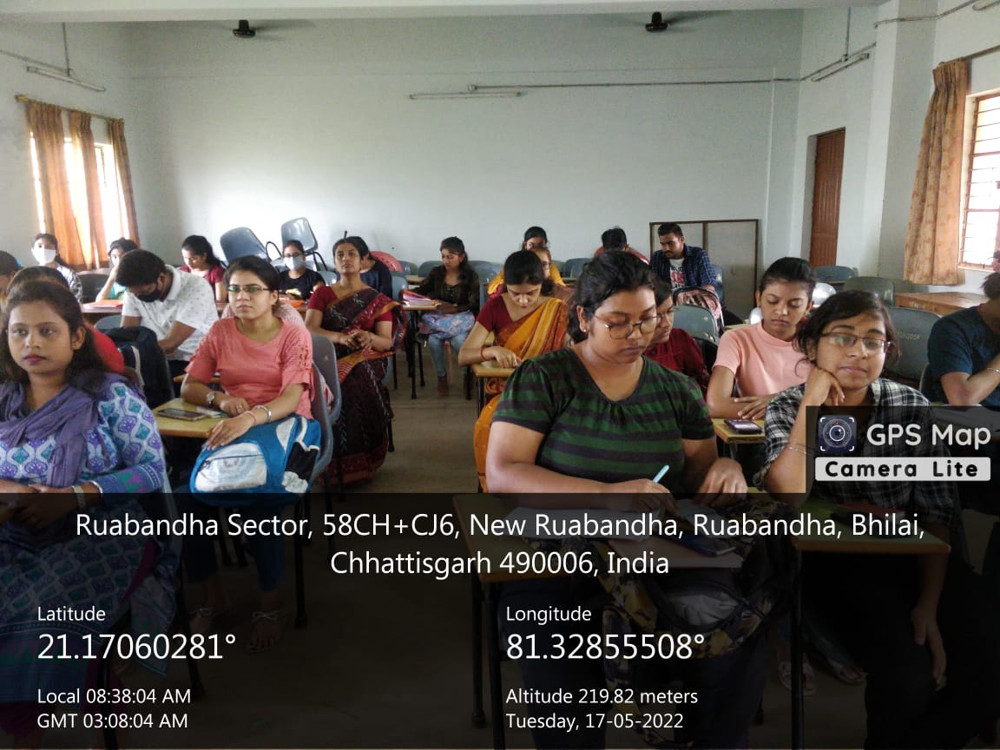 GPS Map
Camera Lite
Ruabandha Sector, 58CH+CJ6, New Ruabandha, Ruabandha, Bhilai,
Chhattisgarh 490006, India
Latitude
21.17060281°
Longitude
81.32855508°
Local 08:38:04 AM
GMT 03:08:04 AM
Altitude 219.82 meters
Tuesday, 17-05-2022